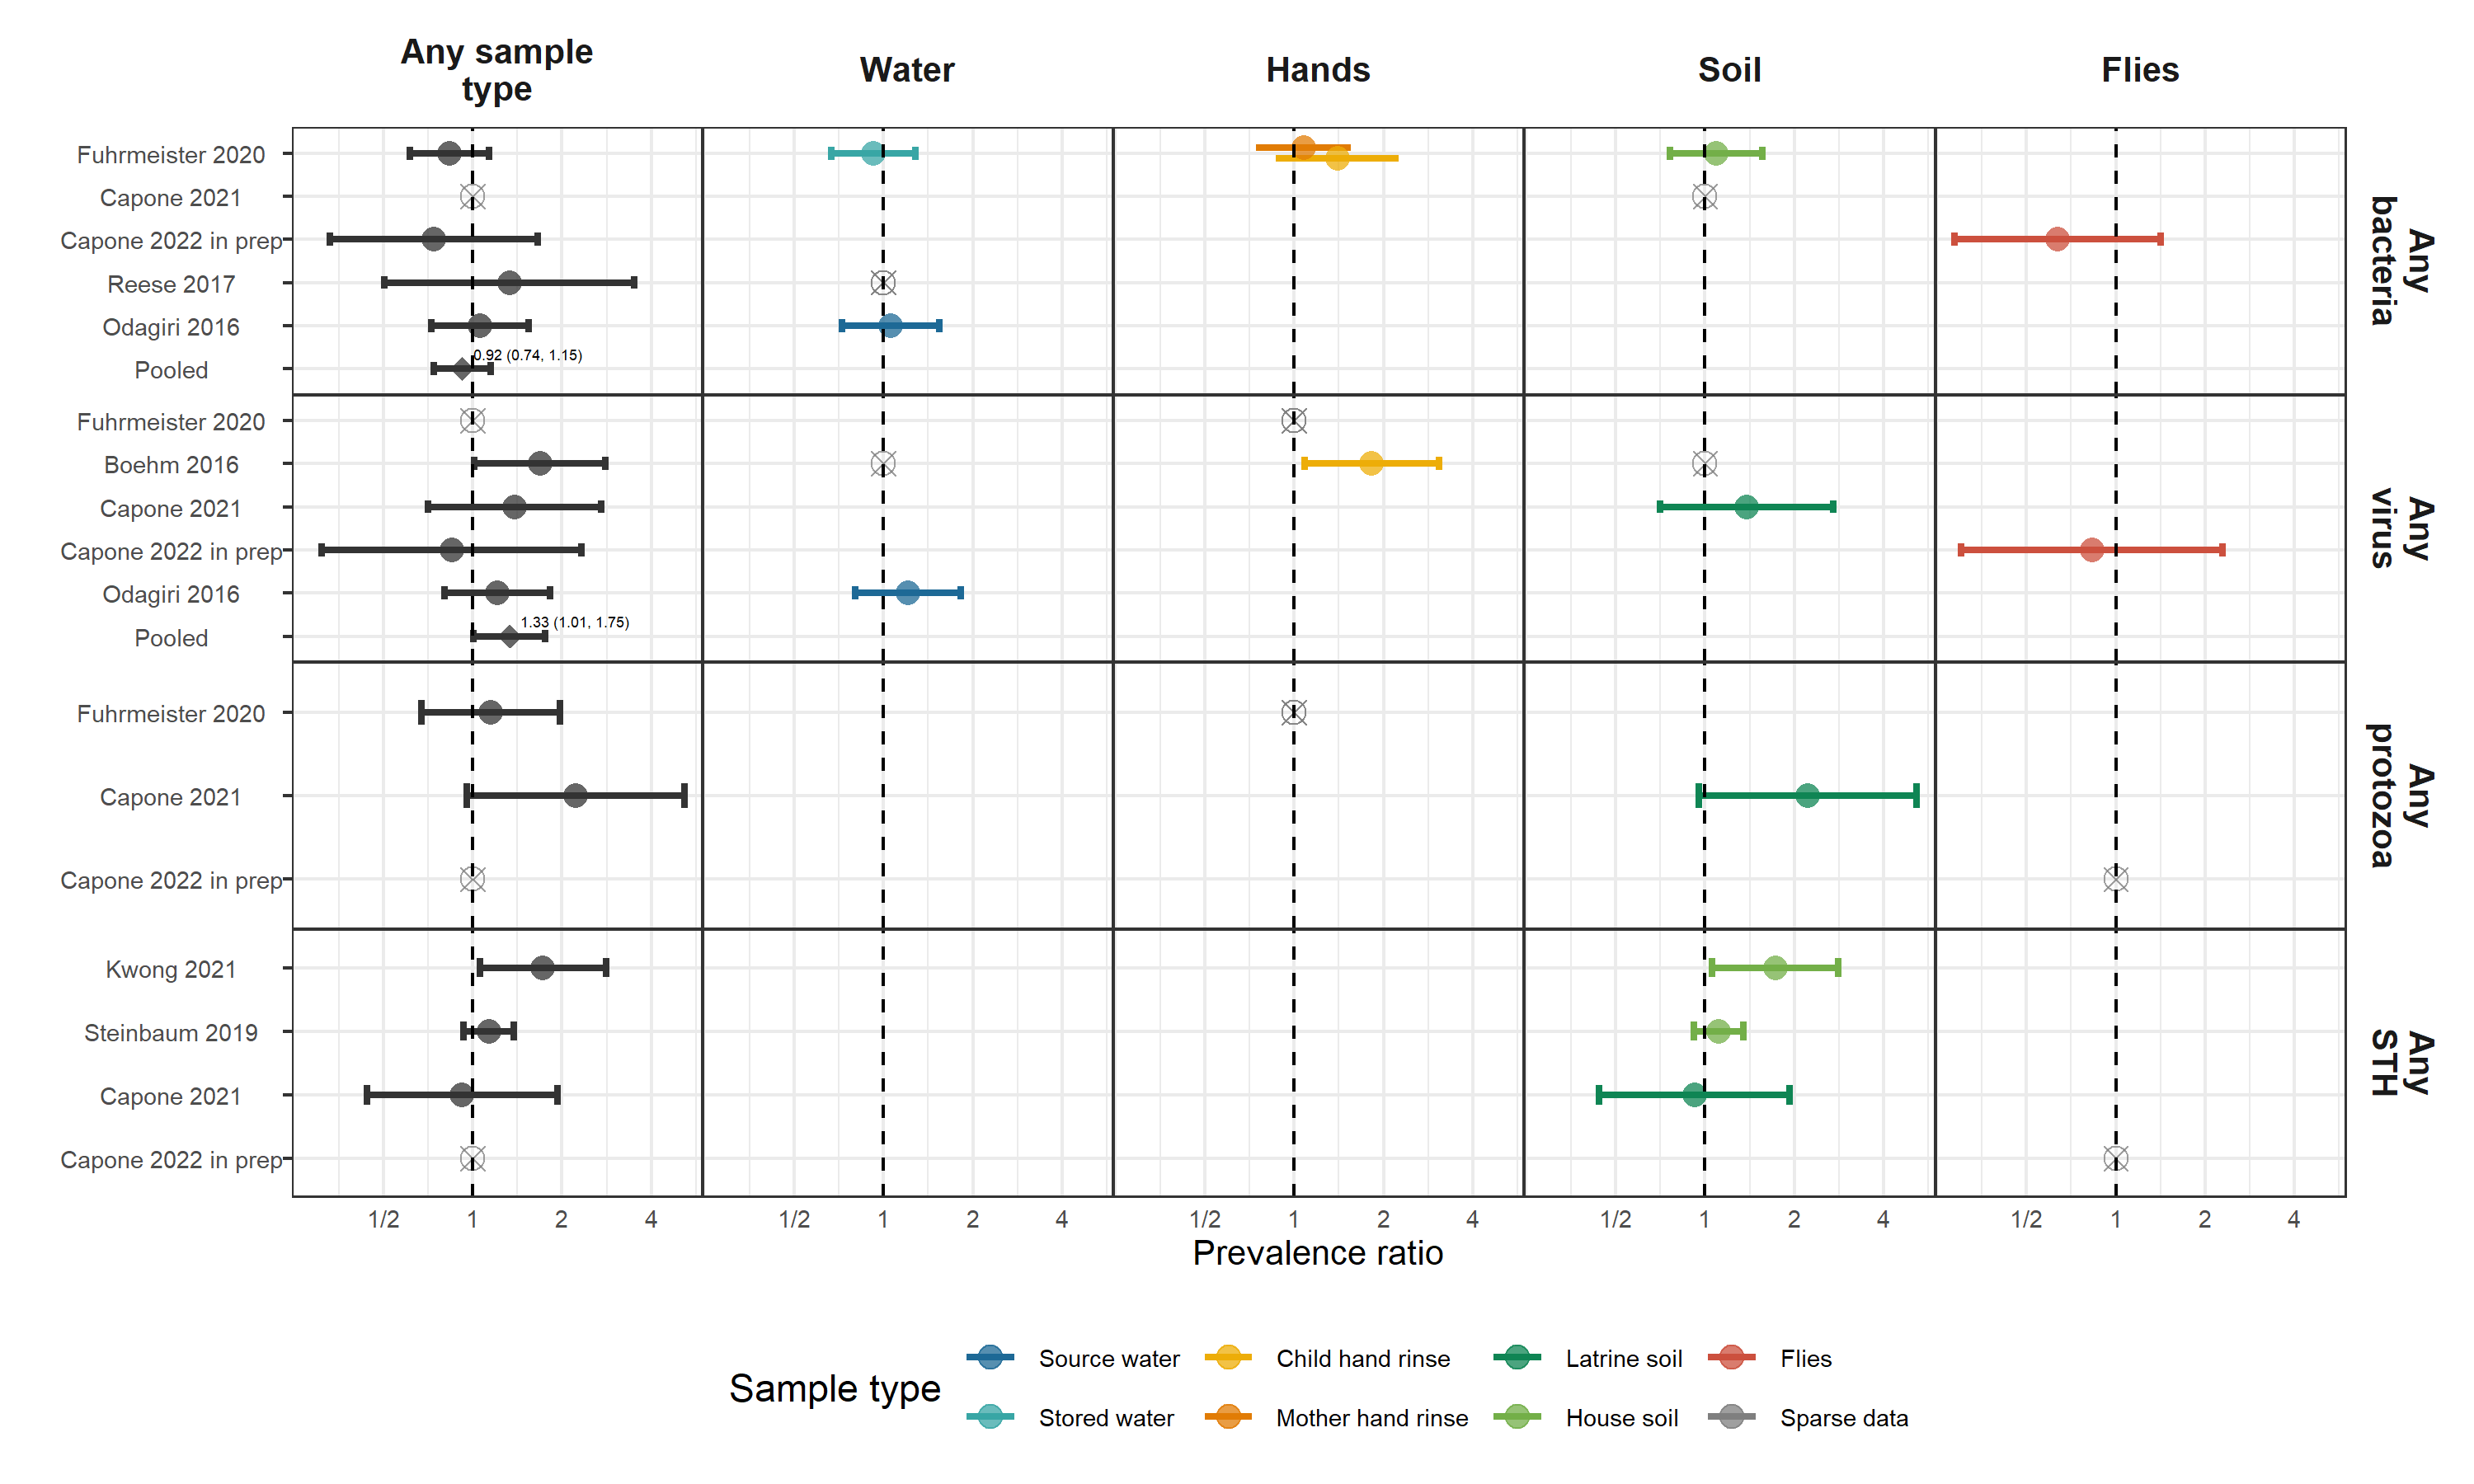 Any sample
type
Water
Hands
Soil
Flies
Fuhrmeister 2020
Capone 2021
Capone 2022 in prep
Reese 2017
Odagiri 2016
Pooled
0.92 (0.74, 1.15)
Any
bacteria
Fuhrmeister 2020
Boehm 2016
Capone 2021
Capone 2022 in prep
Odagiri 2016
Pooled
1.33 (1.01, 1.75)
Any
virus
Fuhrmeister 2020
Capone 2021
Capone 2022 in prep
Any
protozoa
Kwong 2021
Steinbaum 2019
Capone 2021
Capone 2022 in prep
Any
STH
1/2 1 2 4 1/2 1 2 4 1/2 1 2 4 1/2 1 2 4 1/2 1 2 4
Prevalence ratio
Sample type
Source water Child hand rinse Latrine soil Flies
Stored water Mother hand rinse House soil Sparse data